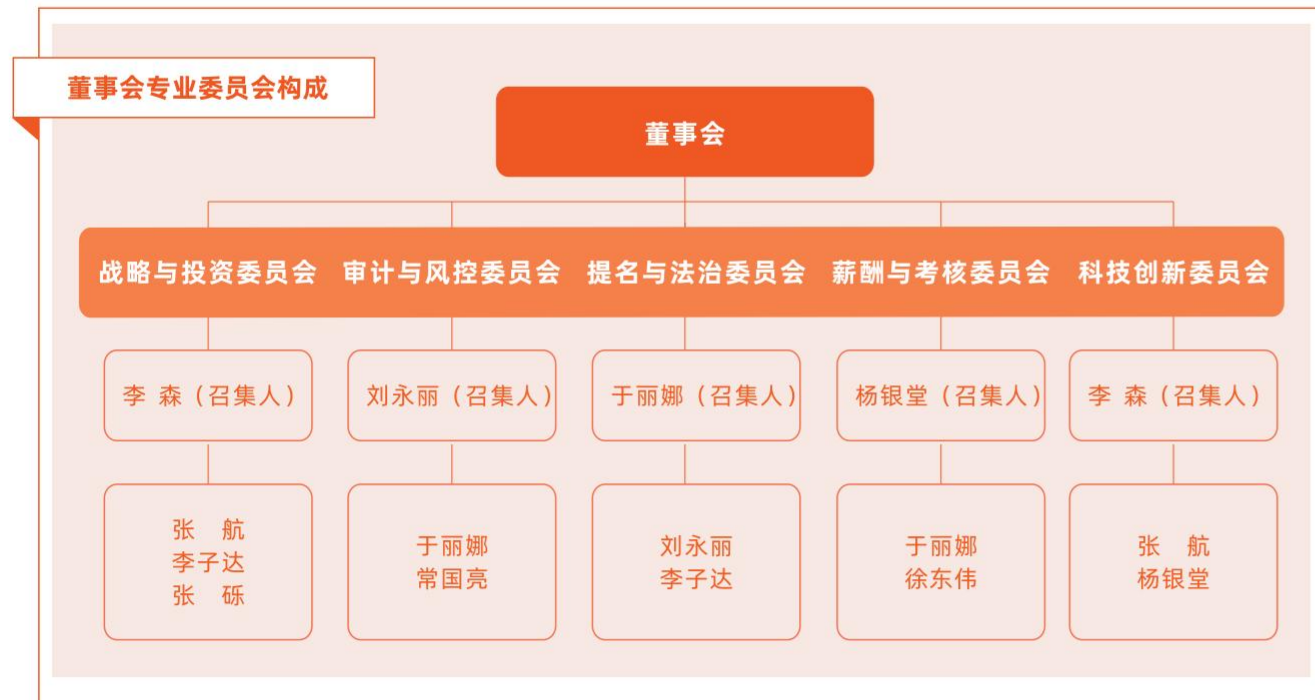 董事会专业委员会构成
董事会
战略与投资委员会
审计与风控委员会
提名与法治委员会
薪酬与考核委员会
科技创新委员会
李 森（召集人）
刘永丽（召集人）
于丽娜（召集人）
杨银堂（召集人）
李 森（召集人）
张　航
李子达
张　砾
于丽娜
常国亮
刘永丽
李子达
于丽娜
徐东伟
张　航
杨银堂